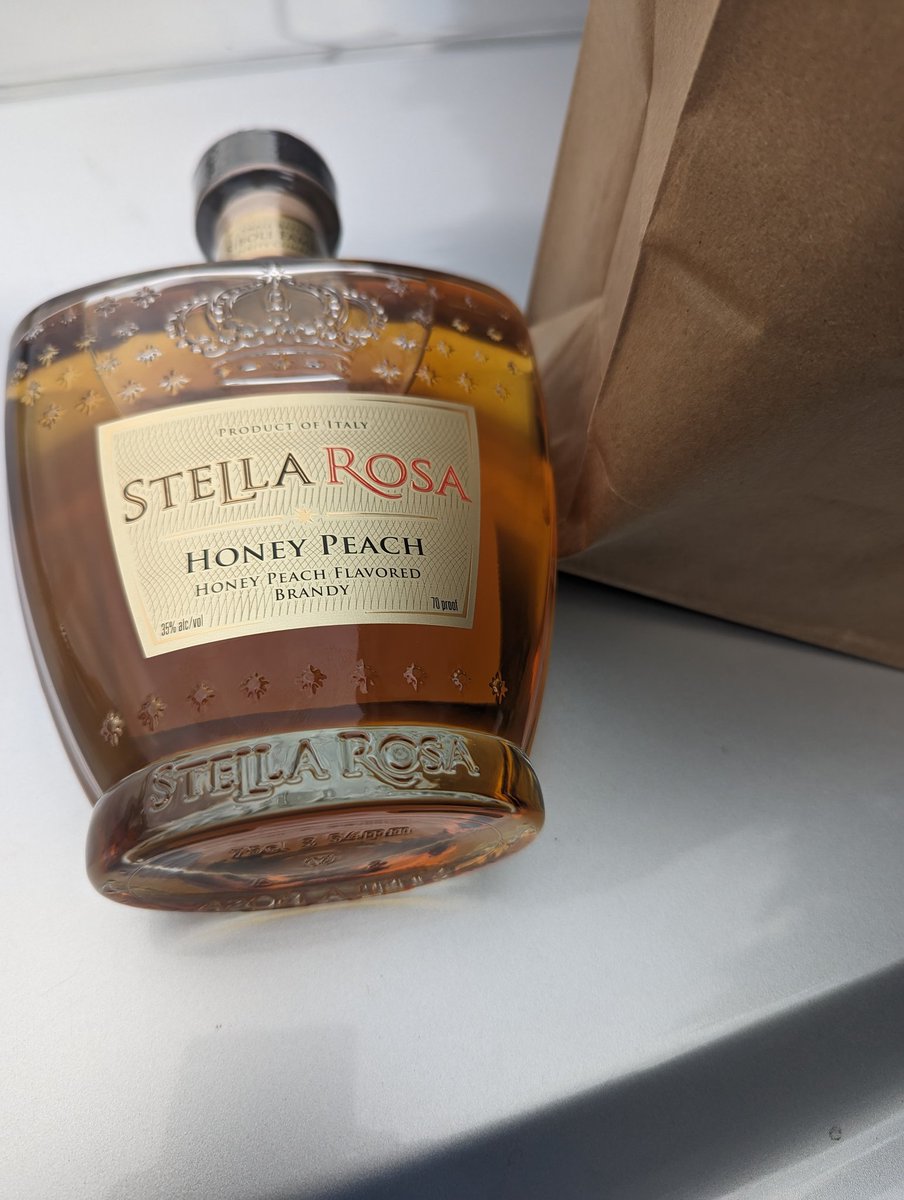 PRODUCT OF ITALY
STELLA ROSA
HONEY PEACH
HONEY PEACH FLAVORED
BRANDY
35% alc/vol
70 proof
STELLA ROSA